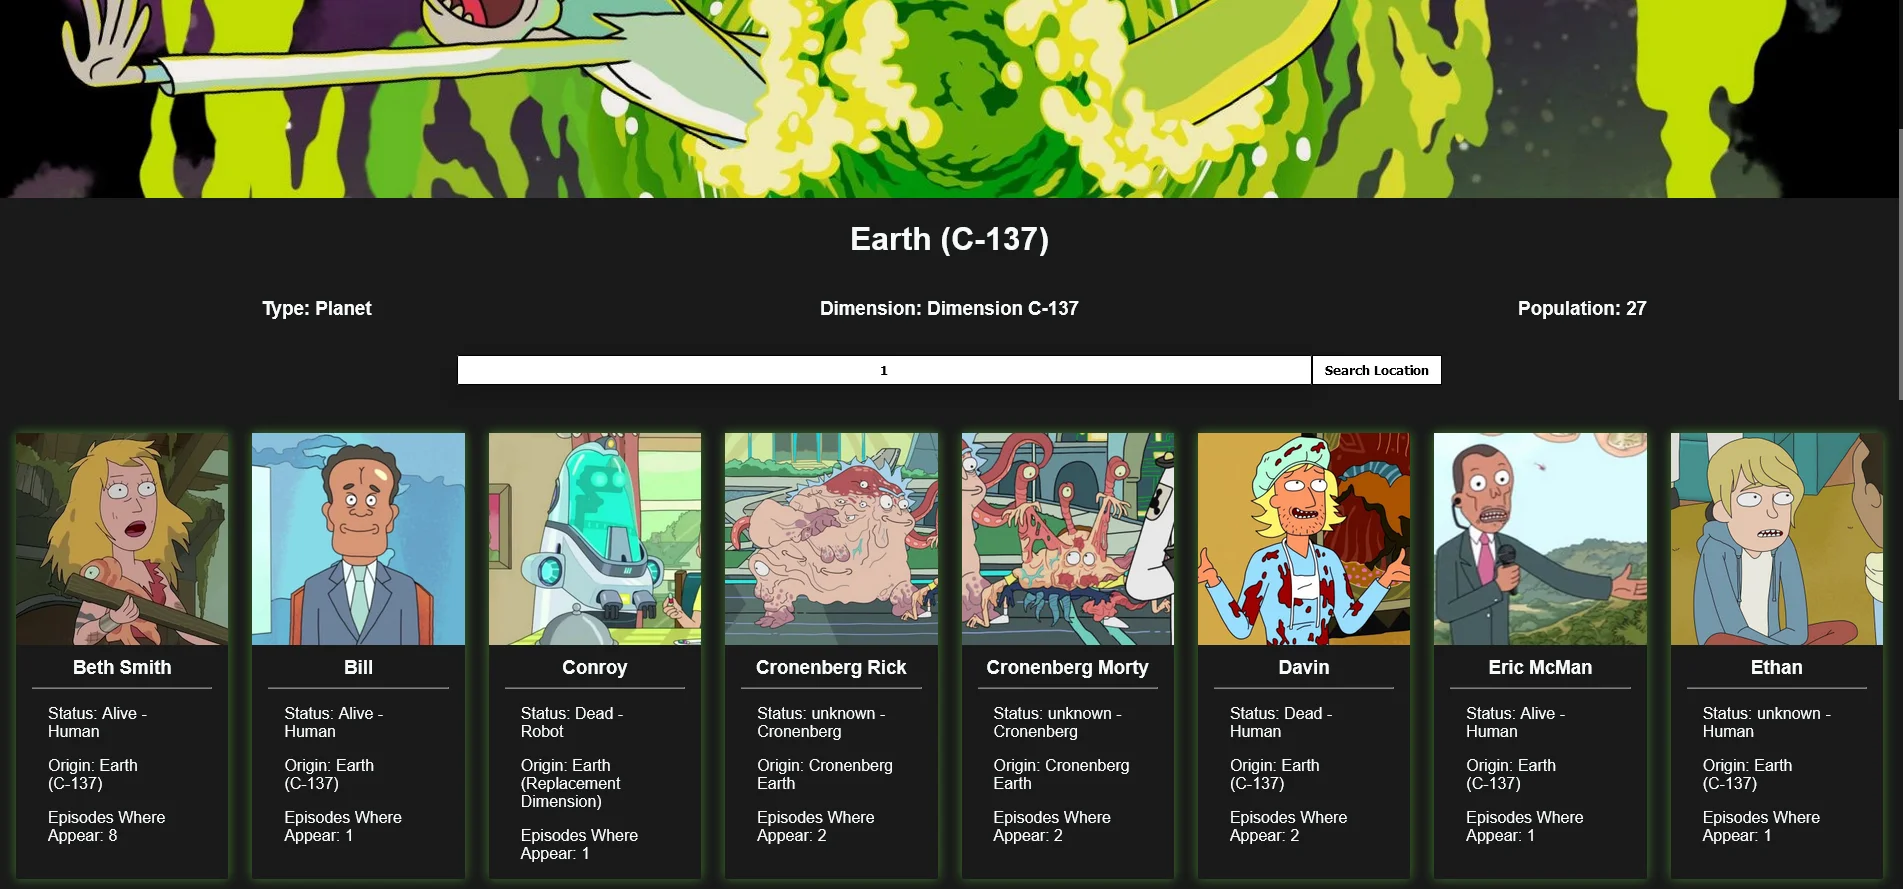 Earth (C-137)
Type: Planet
Dimension: Dimension C-137
Population: 27
1
Search Location
Beth Smith
Status: Alive -
Human
Origin: Earth
(C-137)
Episodes Where
Appear: 8
Bill
Status: Alive -
Human
Origin: Earth
(C-137)
Episodes Where
Appear: 1
Conroy
Status: Dead -
Robot
Origin: Earth
(Replacement
Dimension)
Episodes Where
Appear: 1
Cronenberg Rick
Status: unknown -
Cronenberg
Origin: Cronenberg
Earth
Episodes Where
Appear: 2
Cronenberg Morty
Status: unknown -
Cronenberg
Origin: Cronenberg
Earth
Episodes Where
Appear: 2
Davin
Status: Dead -
Human
Origin: Earth
(C-137)
Episodes Where
Appear: 2
Eric McMan
Status: Alive -
Human
Origin: Earth
(C-137)
Episodes Where
Appear: 1
Ethan
Status: unknown -
Human
Origin: Earth
(C-137)
Episodes Where
Appear: 1